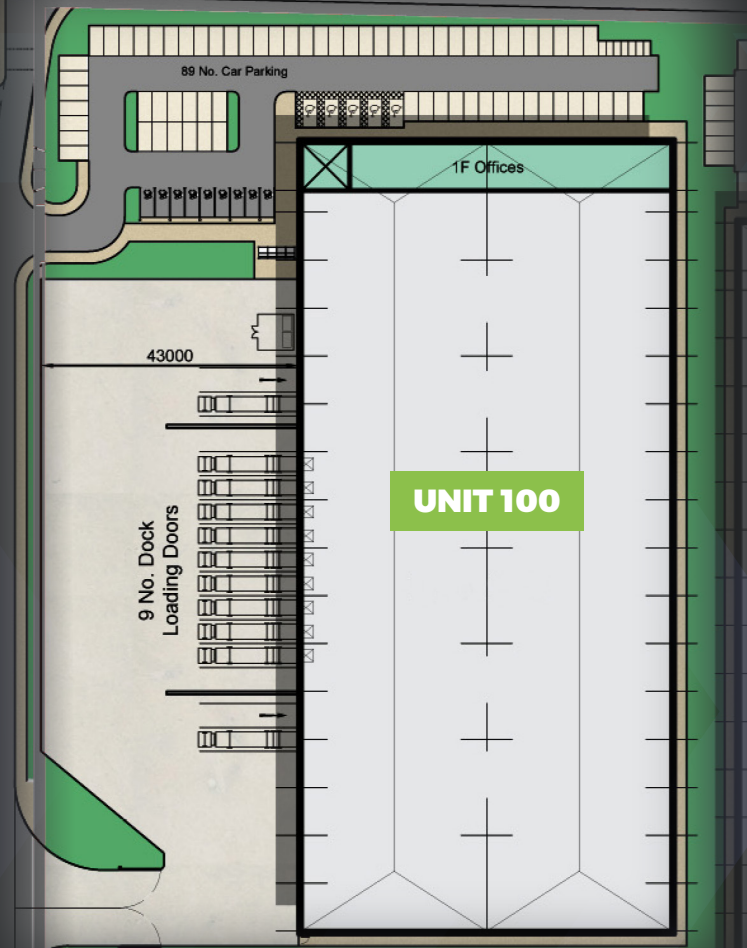 89 No. Car Parking
1F Offices
43000
UNIT 100
9 No. Dock
Loading Doors